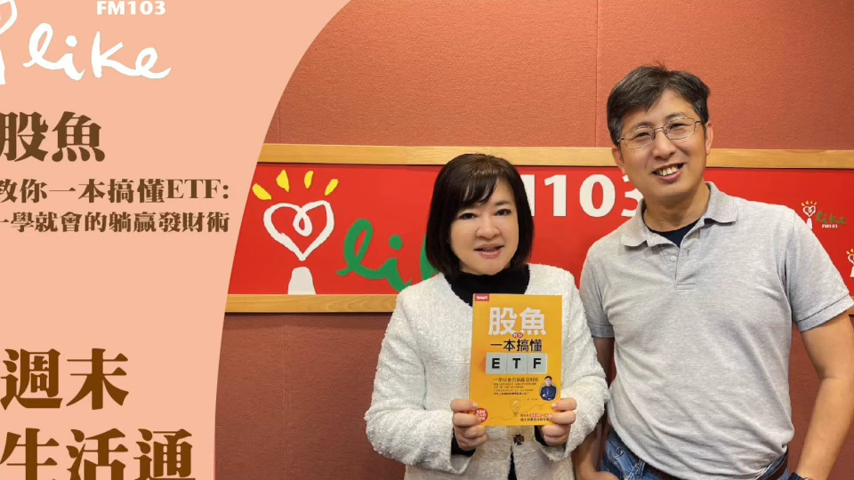 FM103
like
股魚
教你一本搞懂ETF:
一學就會的躺贏發財術
週末
生活通
103
FM103
股魚
一本搞懂
ETF